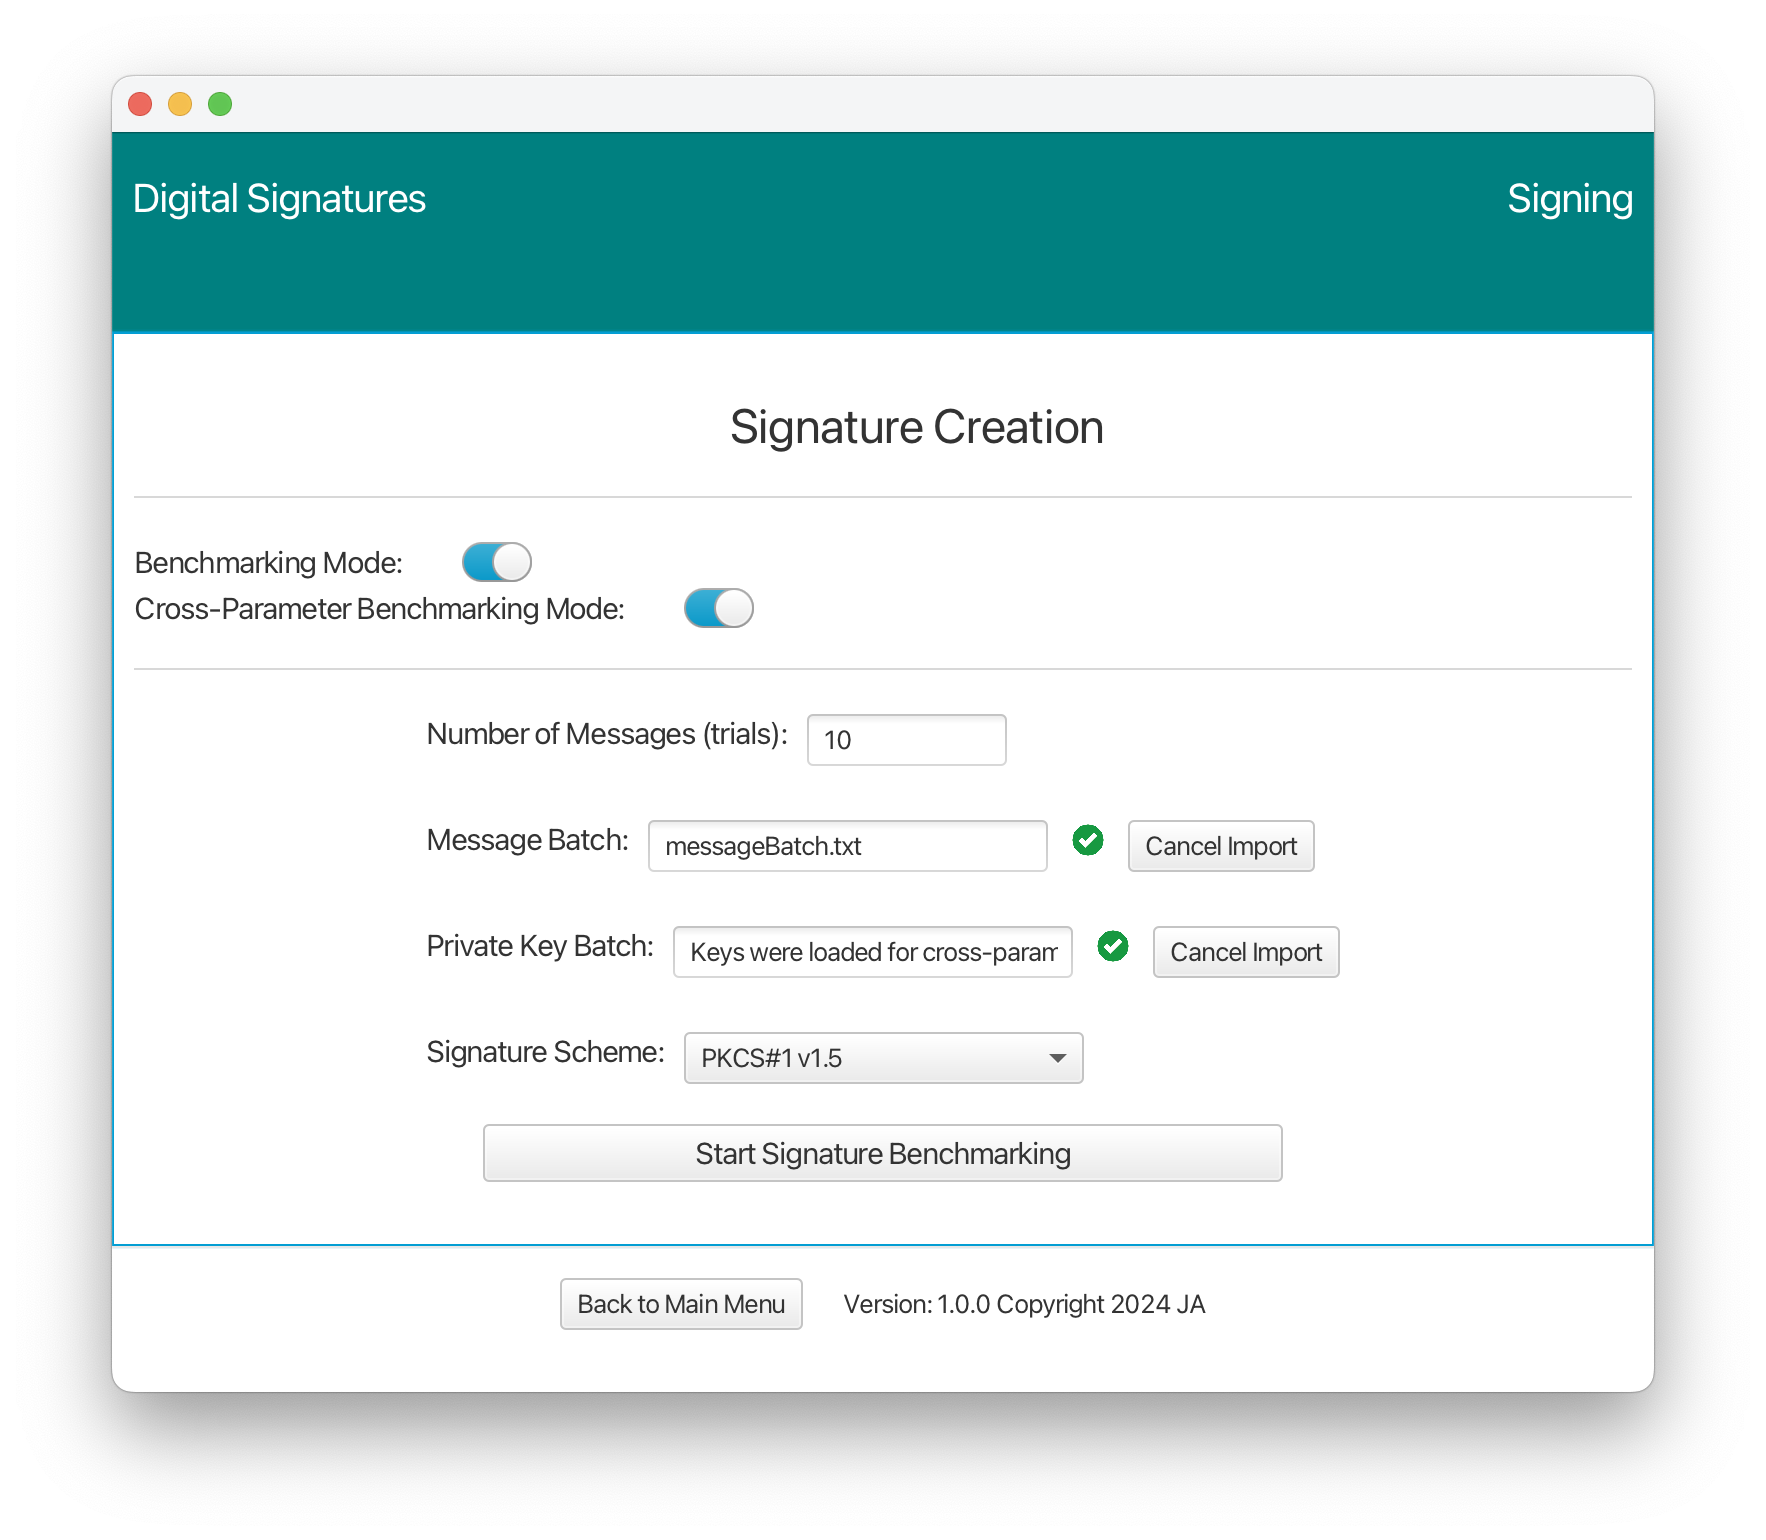 Digital Signatures
Signing
Signature Creation
Benchmarking Mode:
Cross-Parameter Benchmarking Mode:
Number of Messages (trials): 10
Message Batch: messageBatch.txt Cancel Import
Private Key Batch: Keys were loaded for cross-param Cancel Import
Signature Scheme: PKCS#1 v1.5
Start Signature Benchmarking
Back to Main Menu Version: 1.0.0 Copyright 2024 JA